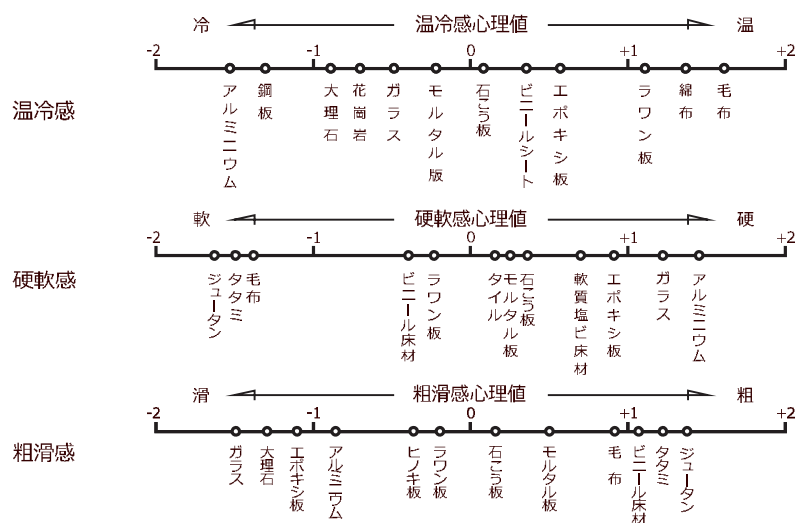 冷 温冷感心理値 温
-2 -1 0 +1 +2
温冷感
アルミニウム 鋼板 大理石 花崗岩 ガラス モルタル版 石こう板 ビニールシート エポキシ板 ラワン板 綿布 毛布
軟 硬軟感心理値 硬
-2 -1 0 +1 +2
硬軟感
ジュータン タタミ 毛布 ビニール床材 ラワン板 タイル モルタル板 石こう板 軟質塩ビ床材 エポキシ板 ガラス アルミニウム
滑 粗滑感心理値 粗
-2 -1 0 +1 +2
粗滑感
ガラス 大理石 エポキシ板 アルミニウム ヒノキ板 ラワン板 石こう板 モルタル板 毛布 ビニール床材 タタミ ジュータン